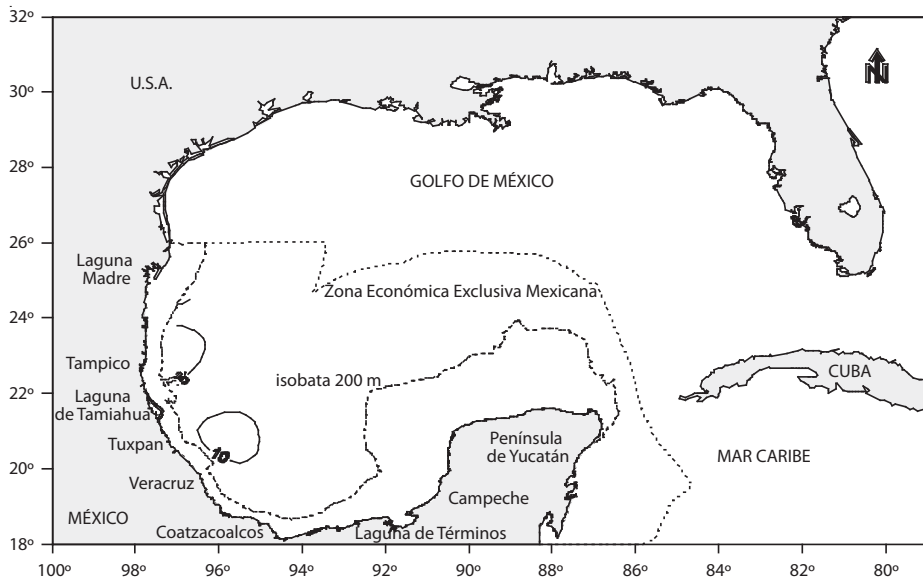 32º
30º
28º
26º
24º
22º
20º
18º
U.S.A.
N
GOLFO DE MÉXICO
Laguna
Madre
Zona Económica Exclusiva Mexicana
Tampico
isobata 200 m
CUBA
Laguna
de Tamiahua
Tuxpan
10
Península
de Yucatán
MAR CARIBE
Veracruz
Campeche
MÉXICO
Coatzacoalcos
Laguna de Términos
100º 98º 96º 94º 92º 90º 88º 86º 84º 82º 80º